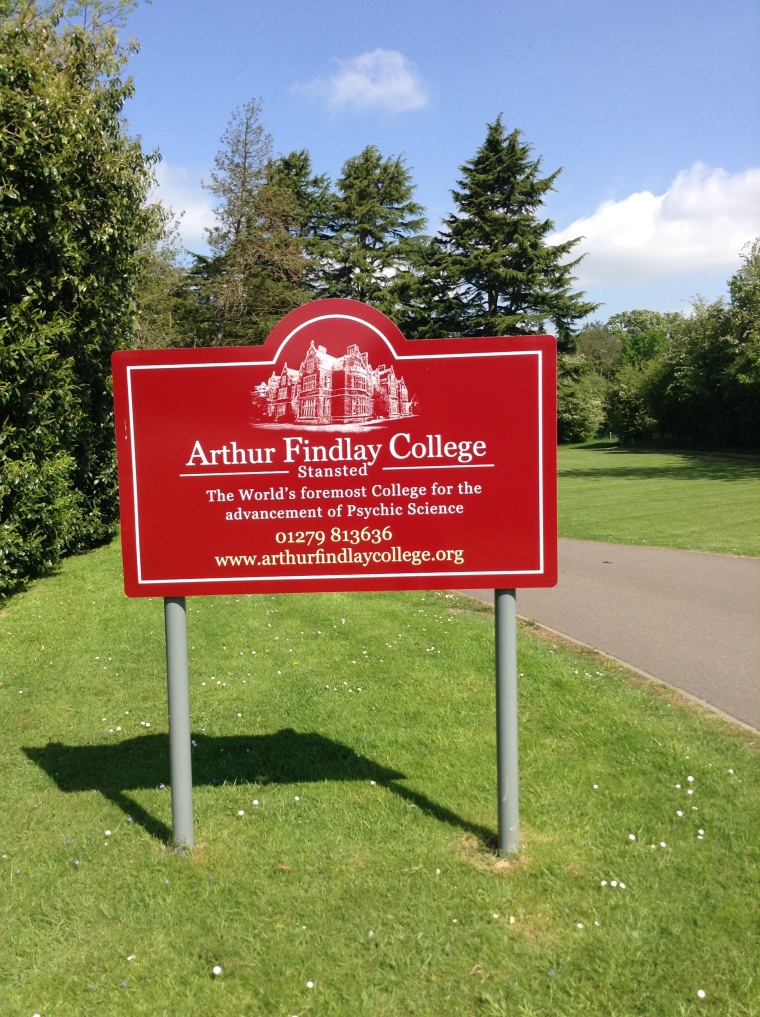 Arthur Findlay College
Stansted
The World's foremost College for the
advancement of Psychic Science
01279 813636
www.arthurfindlaycollege.org